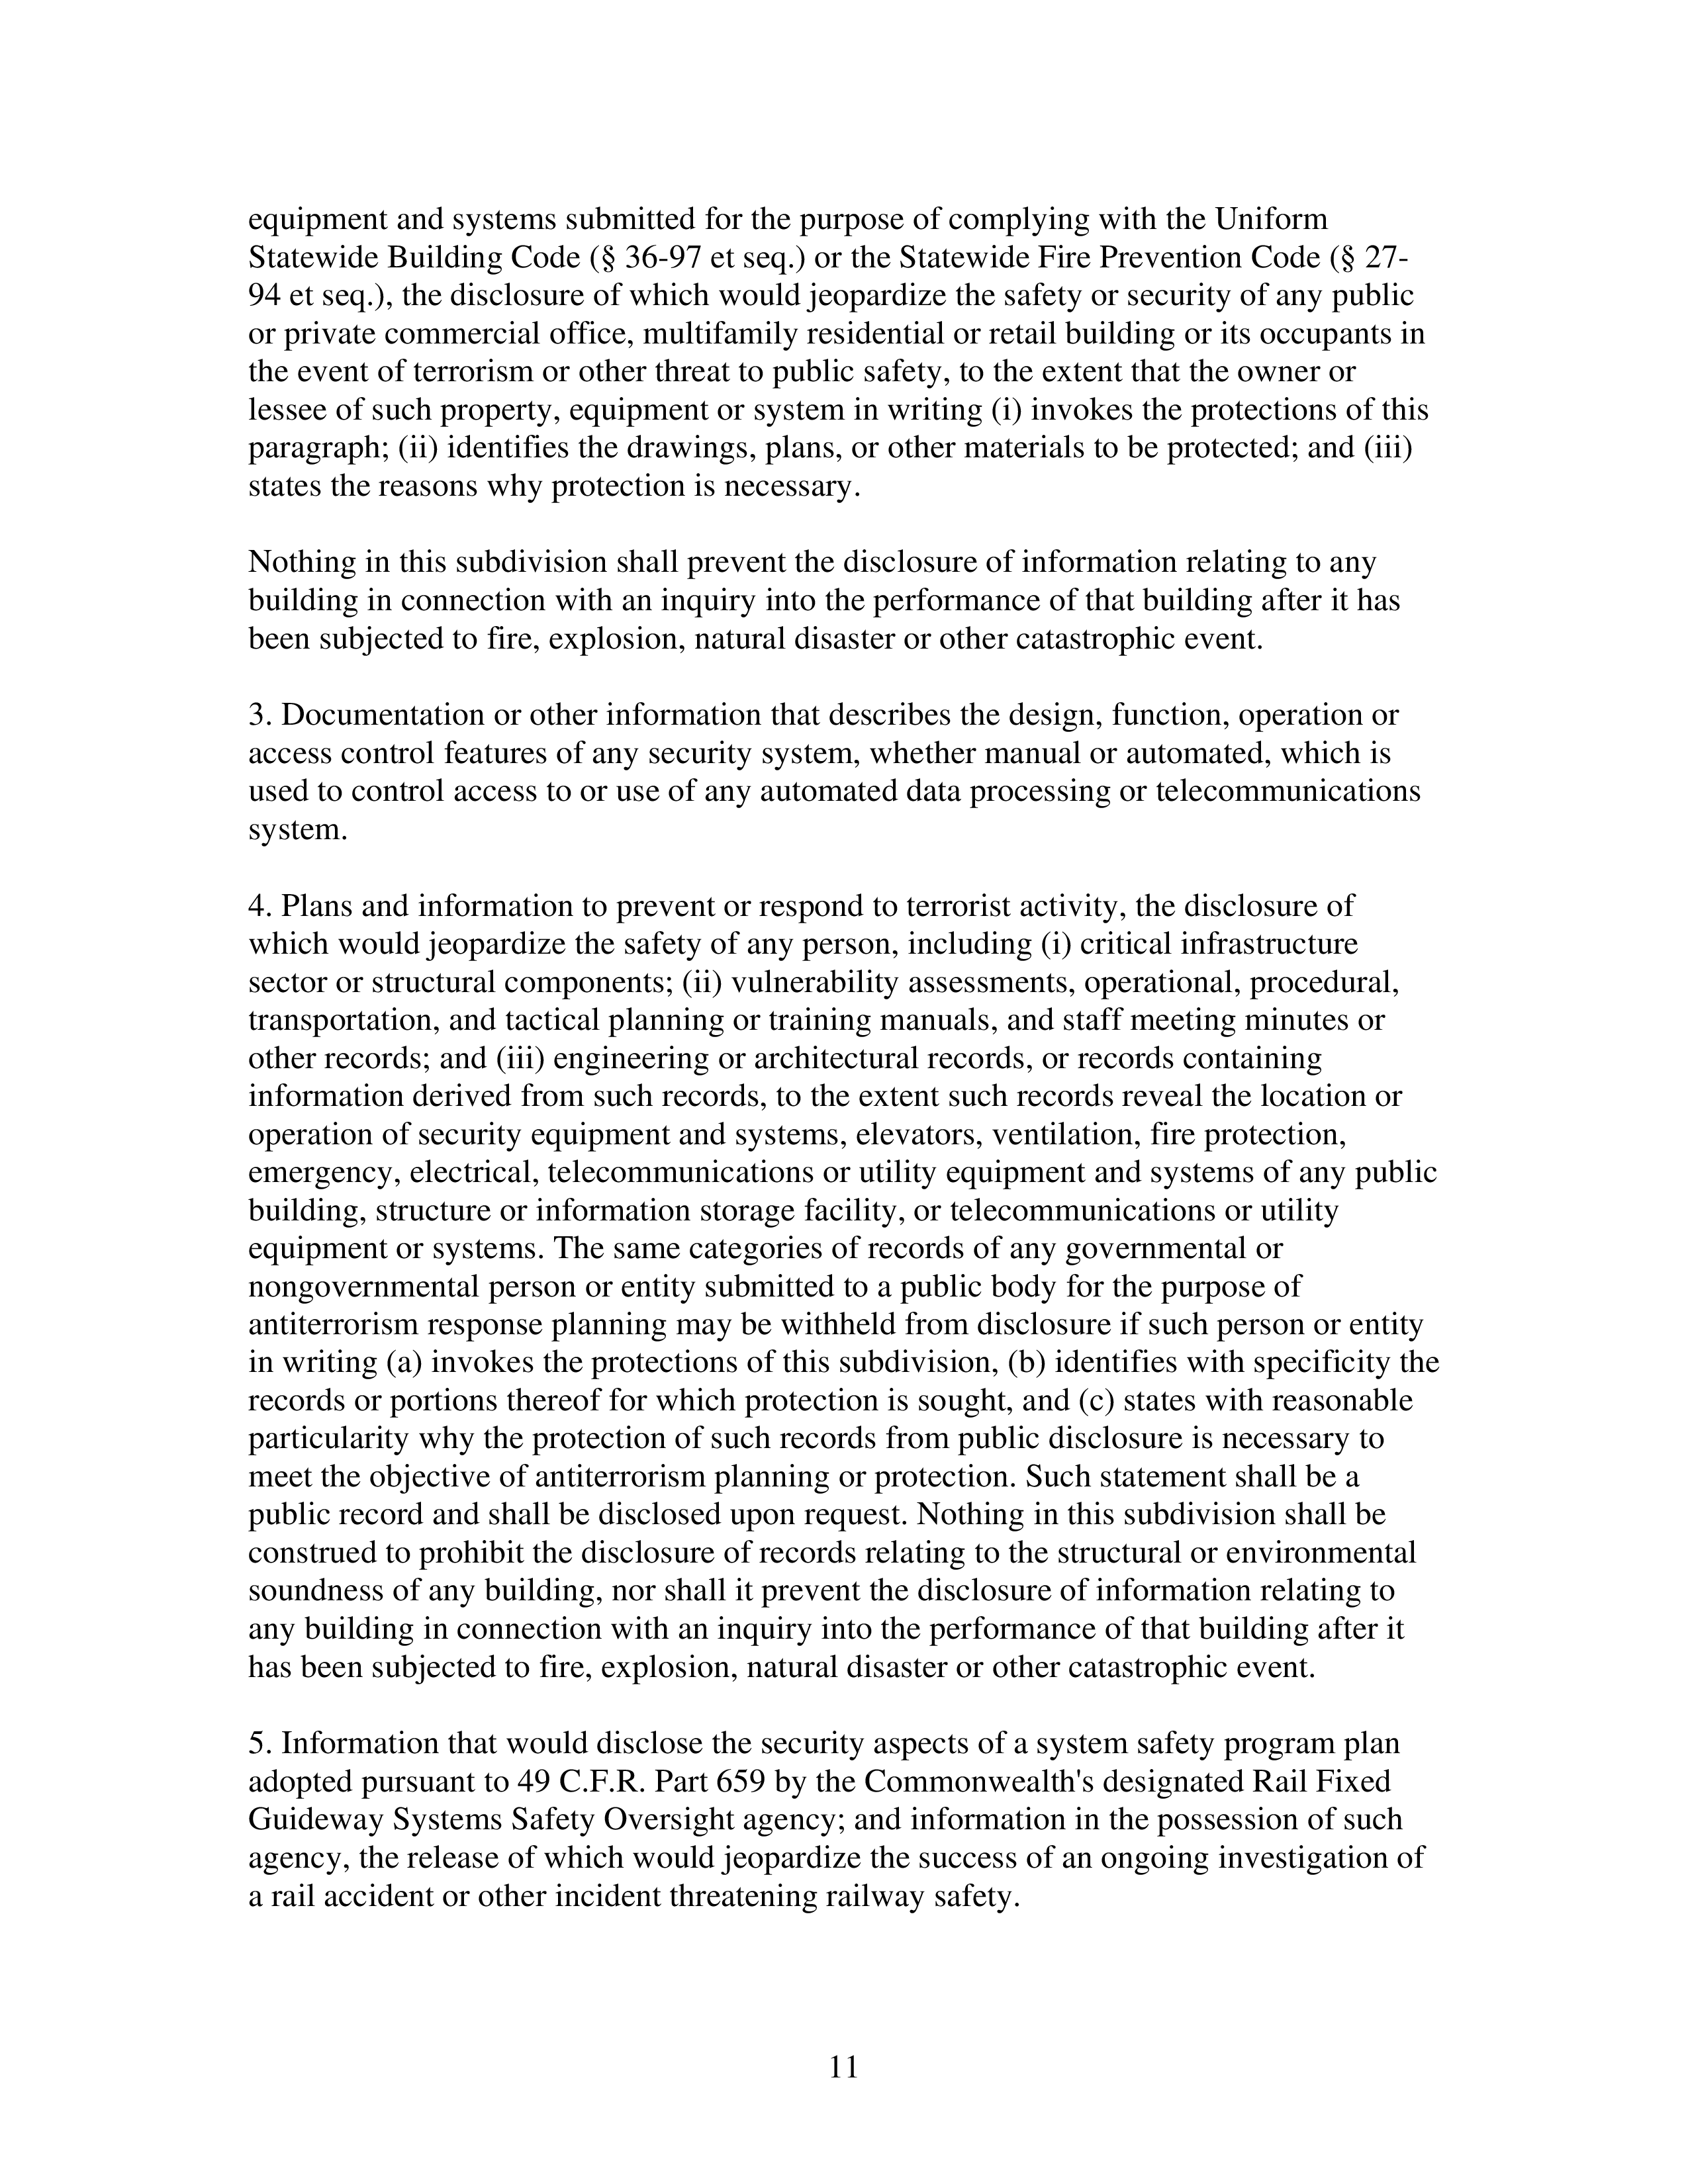 equipment and systems submitted for the purpose of complying with the Uniform
Statewide Building Code (§ 36-97 et seq.) or the Statewide Fire Prevention Code (§ 27-
94 et seq.), the disclosure of which would jeopardize the safety or security of any public
or private commercial office, multifamily residential or retail building or its occupants in
the event of terrorism or other threat to public safety, to the extent that the owner or
lessee of such property, equipment or system in writing (i) invokes the protections of this
paragraph; (ii) identifies the drawings, plans, or other materials to be protected; and (iii)
states the reasons why protection is necessary.
Nothing in this subdivision shall prevent the disclosure of information relating to any
building in connection with an inquiry into the performance of that building after it has
been subjected to fire, explosion, natural disaster or other catastrophic event.
3. Documentation or other information that describes the design, function, operation or
access control features of any security system, whether manual or automated, which is
used to control access to or use of any automated data processing or telecommunications
system.
4. Plans and information to prevent or respond to terrorist activity, the disclosure of
which would jeopardize the safety of any person, including (i) critical infrastructure
sector or structural components; (ii) vulnerability assessments, operational, procedural,
transportation, and tactical planning or training manuals, and staff meeting minutes or
other records; and (iii) engineering or architectural records, or records containing
information derived from such records, to the extent such records reveal the location or
operation of security equipment and systems, elevators, ventilation, fire protection,
emergency, electrical, telecommunications or utility equipment and systems of any public
building, structure or information storage facility, or telecommunications or utility
equipment or systems. The same categories of records of any governmental or
nongovernmental person or entity submitted to a public body for the purpose of
antiterrorism response planning may be withheld from disclosure if such person or entity
in writing (a) invokes the protections of this subdivision, (b) identifies with specificity the
records or portions thereof for which protection is sought, and (c) states with reasonable
particularity why the protection of such records from public disclosure is necessary to
meet the objective of antiterrorism planning or protection. Such statement shall be a
public record and shall be disclosed upon request. Nothing in this subdivision shall be
construed to prohibit the disclosure of records relating to the structural or environmental
soundness of any building, nor shall it prevent the disclosure of information relating to
any building in connection with an inquiry into the performance of that building after it
has been subjected to fire, explosion, natural disaster or other catastrophic event.
5. Information that would disclose the security aspects of a system safety program plan
adopted pursuant to 49 C.F.R. Part 659 by the Commonwealth's designated Rail Fixed
Guideway Systems Safety Oversight agency; and information in the possession of such
agency, the release of which would jeopardize the success of an ongoing investigation of
a rail accident or other incident threatening railway safety.
11